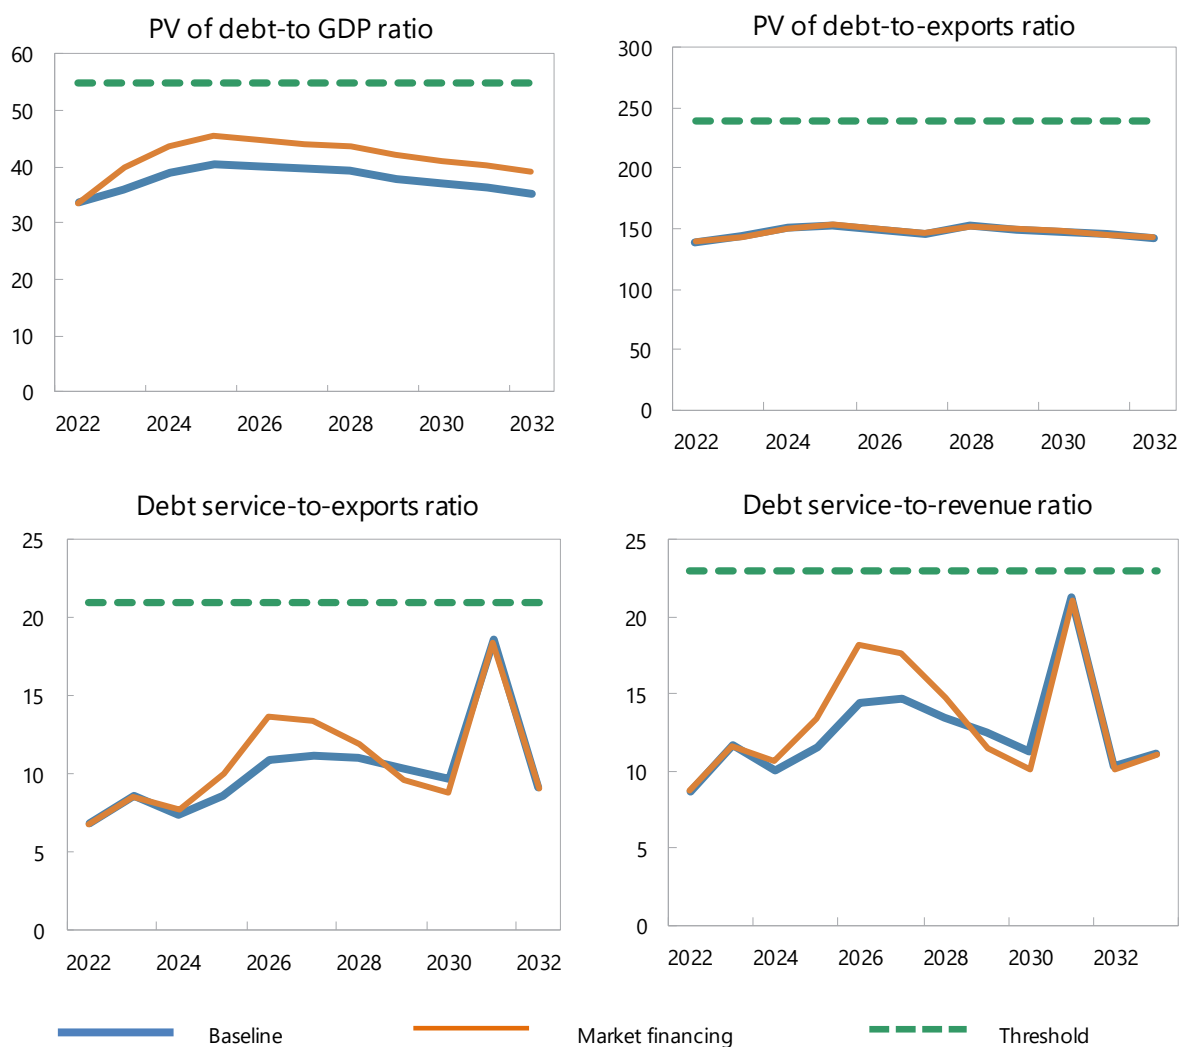 PV of debt-to GDP ratio
60
50
40
30
20
10
0
2022 2024 2026 2028 2030 2032
PV of debt-to-exports ratio
300
250
200
150
100
50
0
2022 2024 2026 2028 2030 2032
Debt service-to-exports ratio
25
20
15
10
5
0
2022 2024 2026 2028 2030 2032
Debt service-to-revenue ratio
25
20
15
10
5
0
2022 2024 2026 2028 2030 2032
Baseline Market financing Threshold